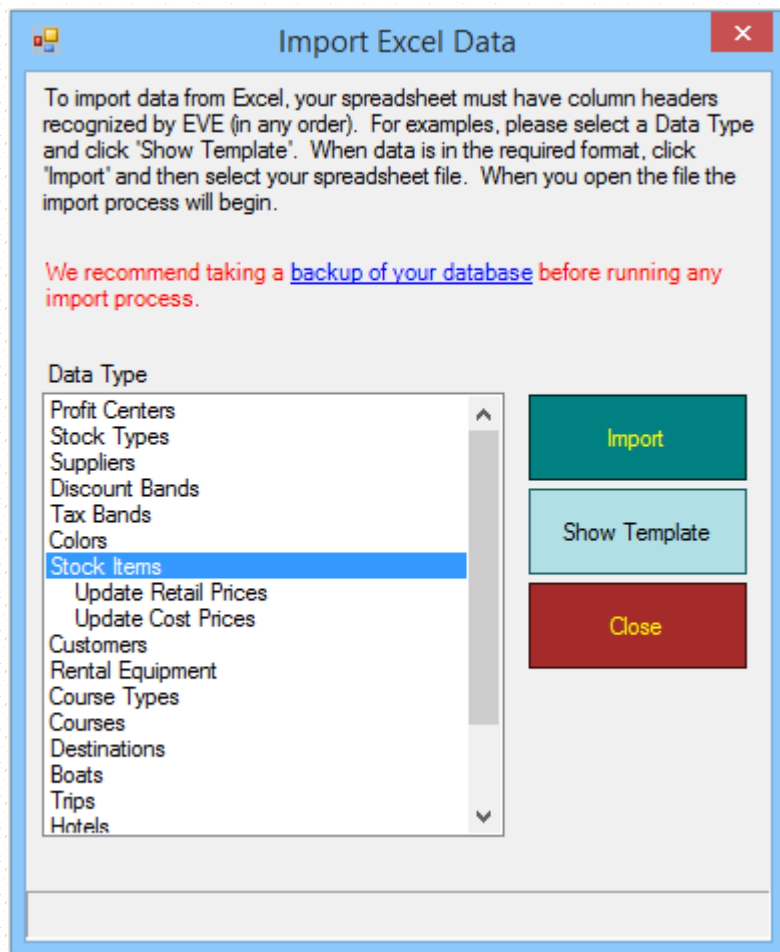 Import Excel Data
To import data from Excel, your spreadsheet must have column headers
recognized by EVE (in any order).  For examples, please select a Data Type
and click 'Show Template'.  When data is in the required format, click
'Import' and then select your spreadsheet file.  When you open the file the
import process will begin.
We recommend taking a backup of your database before running any
import process.
Data Type
Profit Centers
Stock Types
Suppliers
Discount Bands
Tax Bands
Colors
Stock Items
Update Retail Prices
Update Cost Prices
Customers
Rental Equipment
Course Types
Courses
Destinations
Boats
Trips
Hotels
Import
Show Template
Close